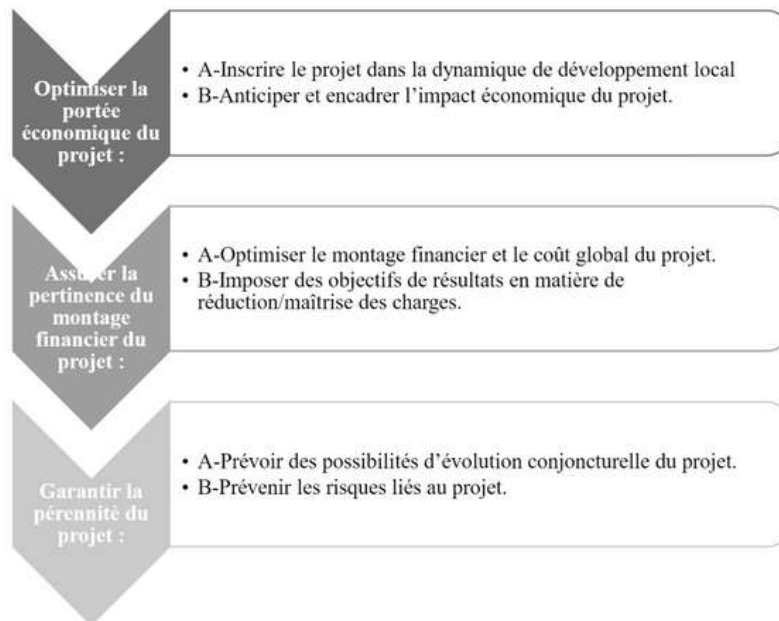 Optimiser la
portée
économique du
projet :
• A-Inscrire le projet dans la dynamique de développement local
• B-Anticiper et encadrer l’impact économique du projet.
Assurer la
pertinence du
montage
financier du
projet :
• A-Optimiser le montage financier et le coût global du projet.
• B-Imposer des objectifs de résultats en matière de
réduction/maîtrise des charges.
Garantir la
pérennité du
projet :
• A-Prévoir des possibilités d’évolution conjoncturelle du projet.
• B-Prévenir les risques liés au projet.